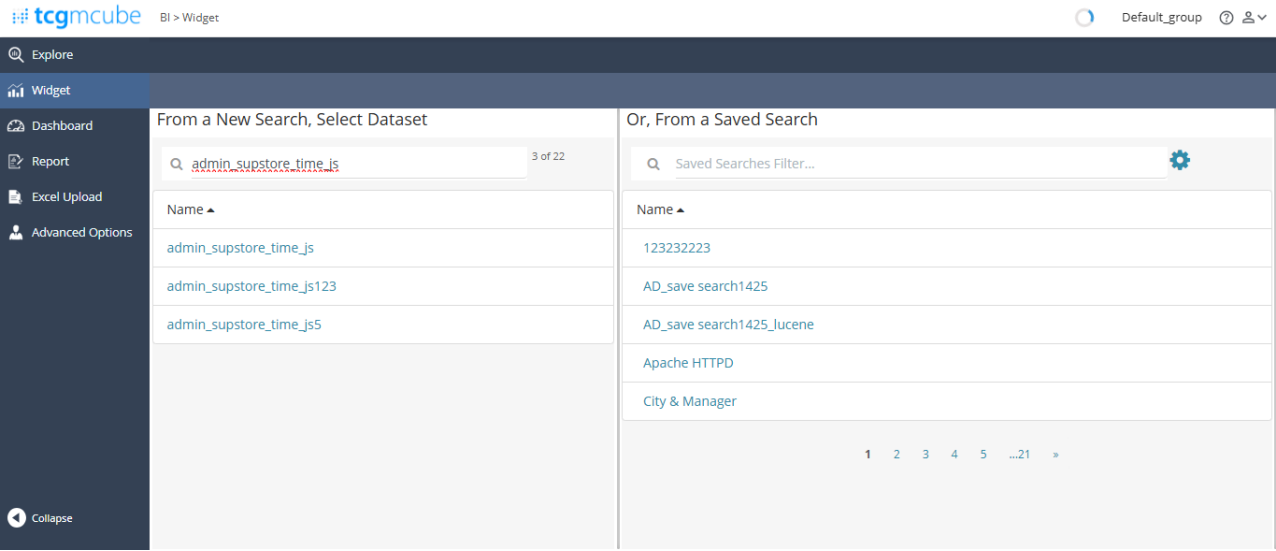 tcgmcube
BI > Widget
Default_group
Explore
Widget
Dashboard
Report
Excel Upload
Advanced Options
Collapse
From a New Search, Select Dataset
admin_supstore_time_js
3 of 22
Name
admin_supstore_time_js
admin_supstore_time_js123
admin_supstore_time_js5
Or, From a Saved Search
Saved Searches Filter...
Name
123232223
AD_save search1425
AD_save search1425_lucene
Apache HTTPD
City & Manager
1 2 3 4 5 ...21 »